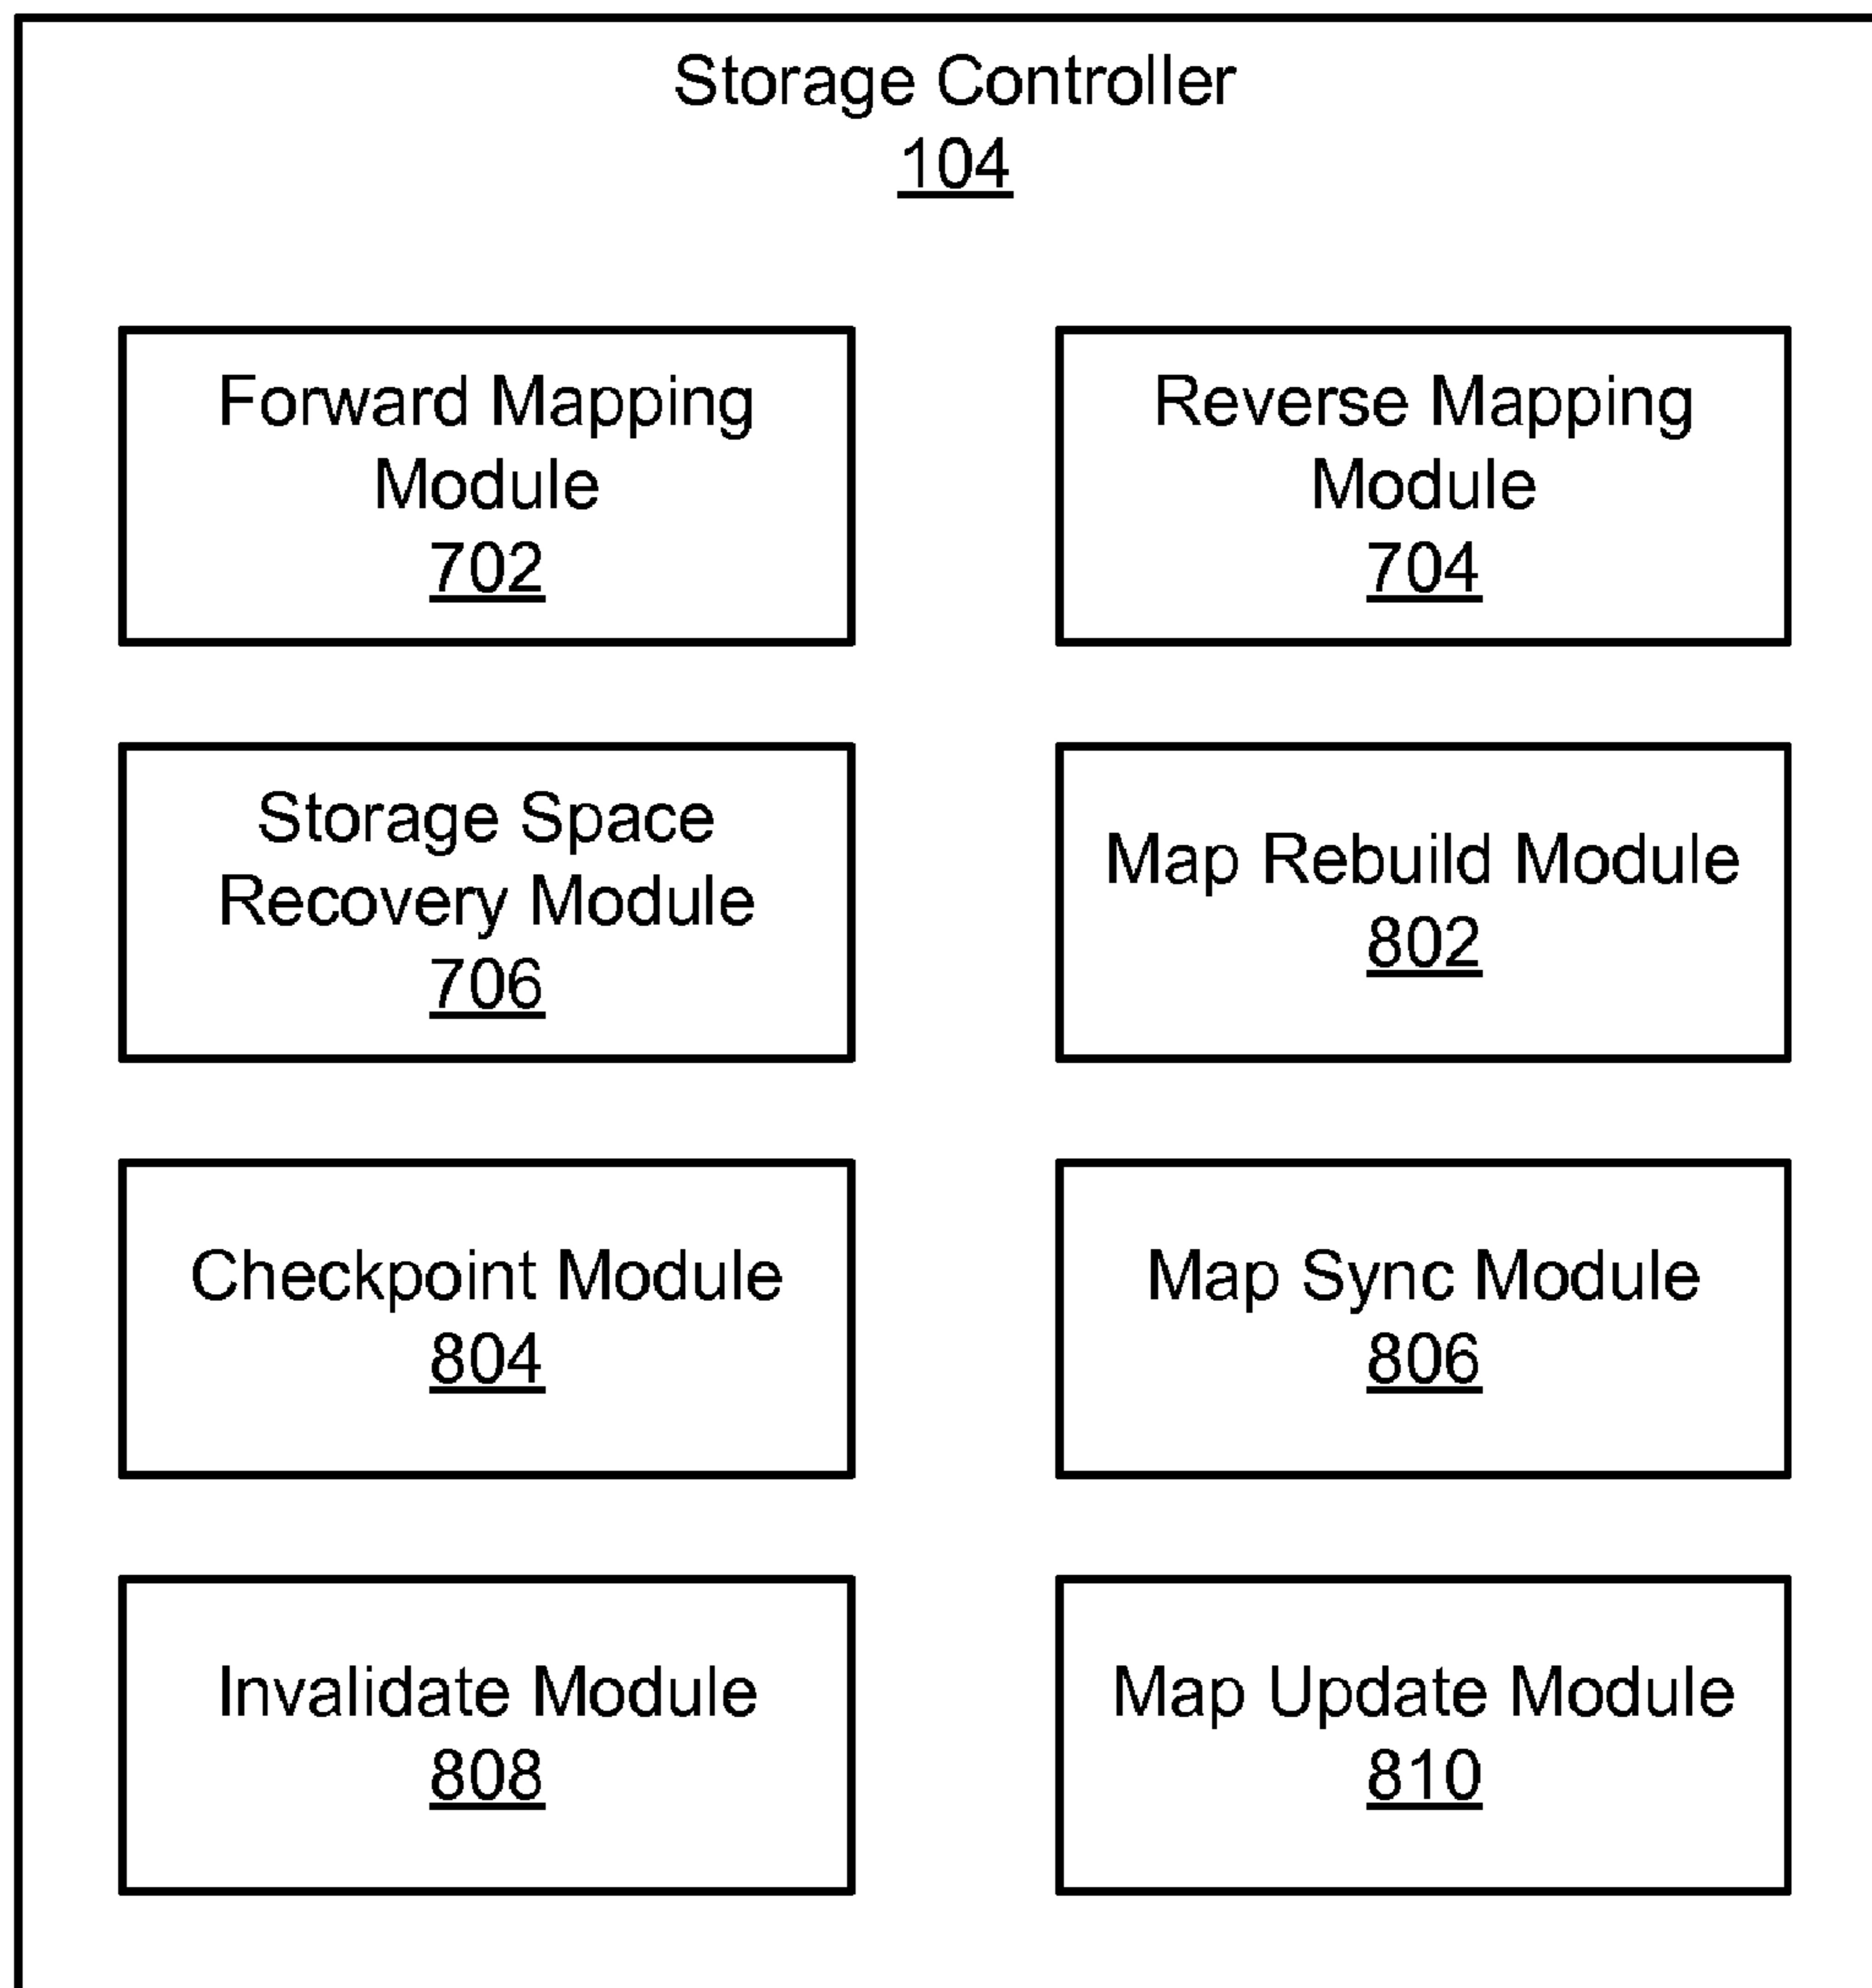 Storage Controller
104
Forward Mapping
Module
702
Reverse Mapping
Module
704
Storage Space
Recovery Module
706
Map Rebuild Module
802
Checkpoint Module
804
Map Sync Module
806
Invalidate Module
808
Map Update Module
810